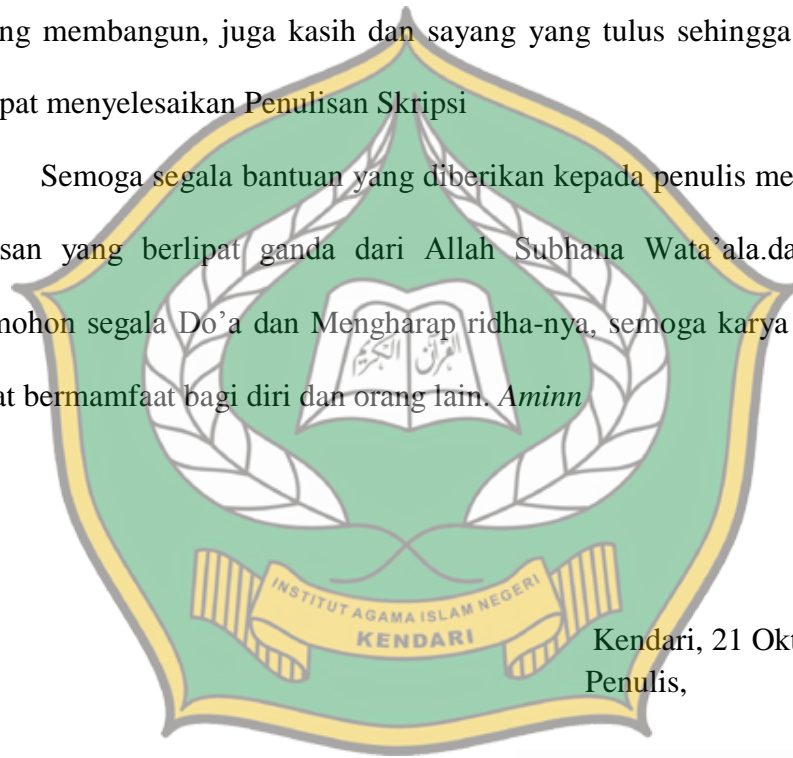 ng membangun, juga kasih dan sayang yang tulus sehingga
pat menyelesaikan Penulisan Skripsi
Semoga segala bantuan yang diberikan kepada penulis me
san yang berlipat ganda dari Allah Subhana Wata’ala.da
mohon segala Do’a dan Mengharap ridha-nya, semoga karya
at bermamfaat bagi diri dan orang lain. Aminn
القرآن الكريم
INSTITUT AGAMA ISLAM NEGERI
KENDARI
Kendari, 21 Okt
Penulis,